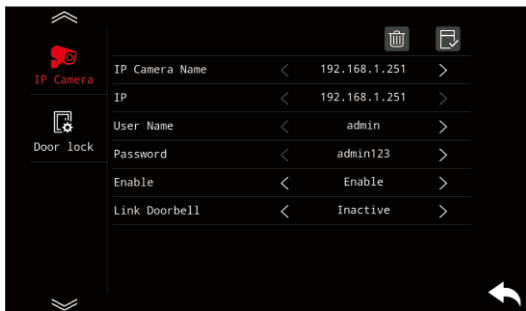 IP Camera
Door lock
IP Camera Name < 192.168.1.251 >
IP < 192.168.1.251 >
User Name < admin >
Password < admin123 >
Enable < Enable >
Link Doorbell < Inactive >